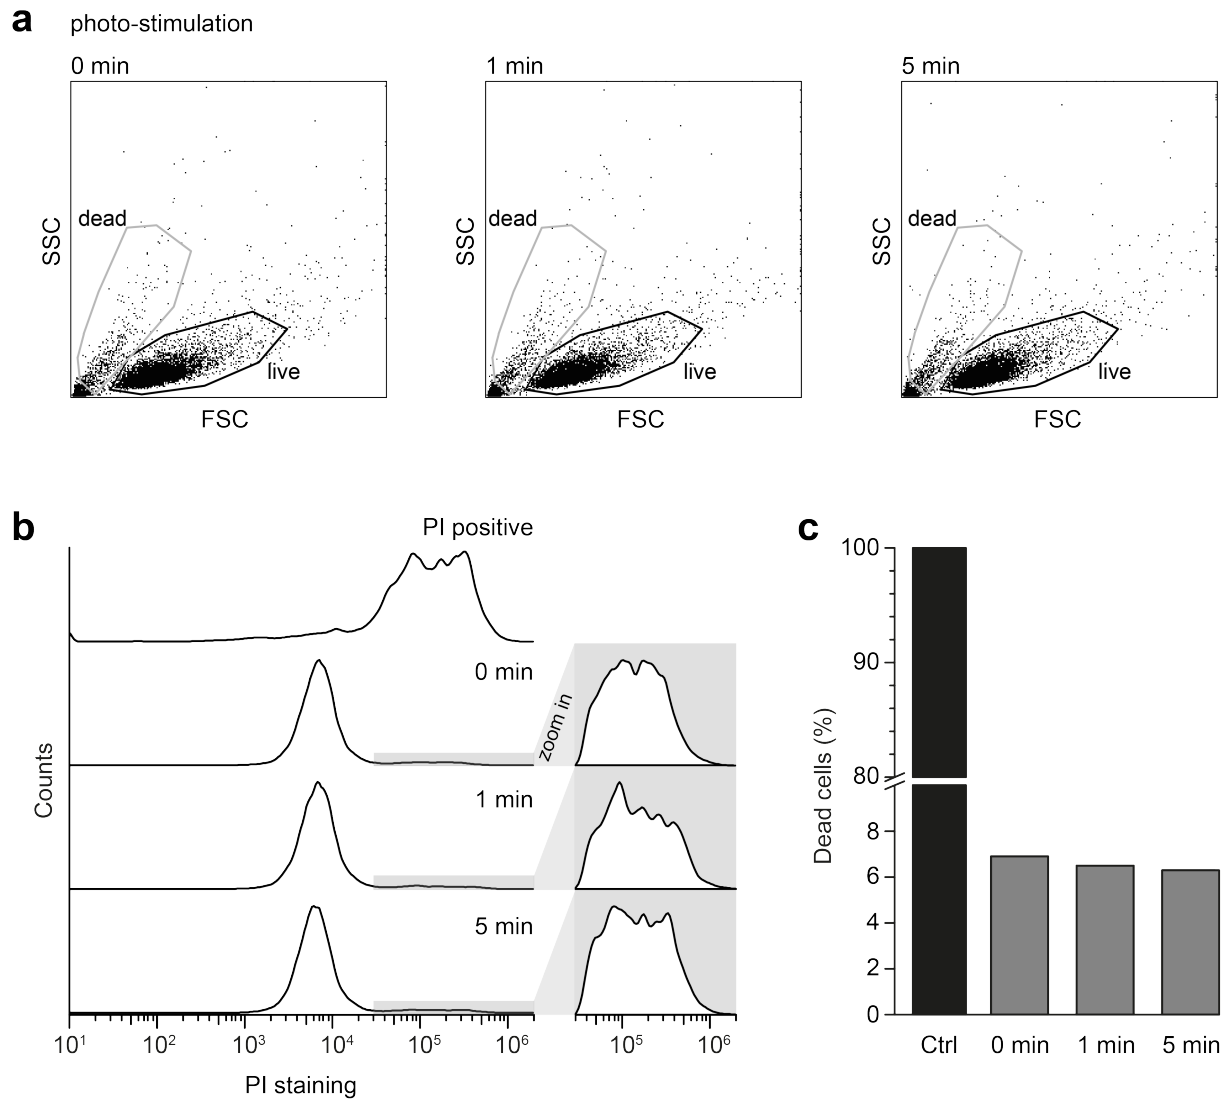 a photo-stimulation
0 min
1 min
5 min
SSC
dead
live
FSC
SSC
dead
live
FSC
SSC
dead
live
FSC
b
PI positive
0 min
zoom in
1 min
5 min
Counts
10¹ 10² 10³ 10⁴ 10⁵ 10⁶ 10⁵ 10⁶
PI staining
c
Dead cells (%)
100
90
80
8
6
4
2
0
Ctrl 0 min 1 min 5 min